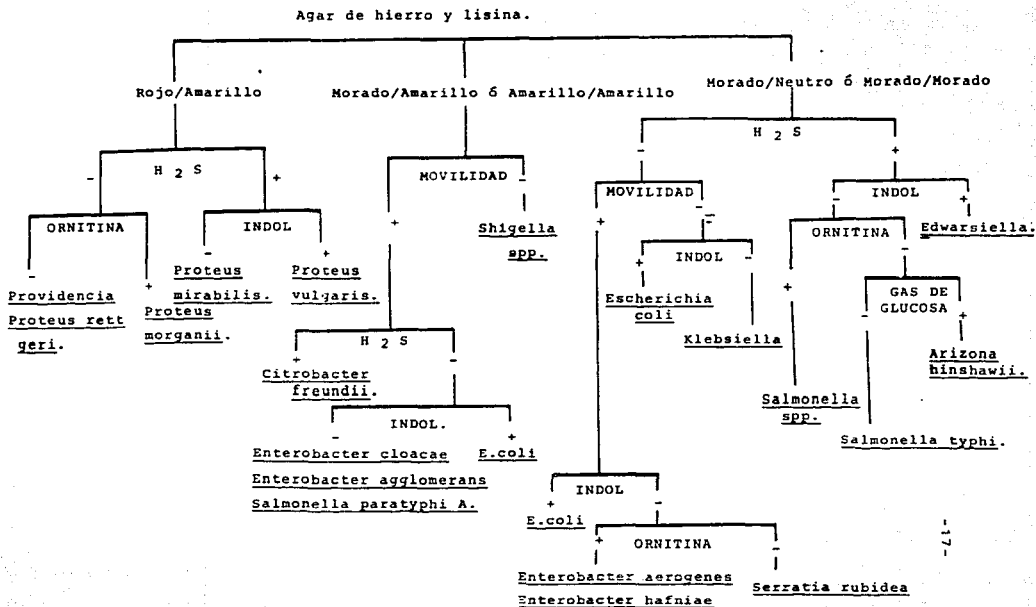 Agar de hierro y lisina.
Rojo/Amarillo
Morado/Amarillo ó Amarillo/Amarillo
Morado/Neutro ó Morado/Morado
H 2 S
-
+
ORNITINA
-
+
Providencia
Proteus rett
geri.
Proteus
morganii.
INDOL
-
+
Proteus
mirabilis.
Proteus
vulgaris.
MOVILIDAD
+
-
Shigella
spp.
H 2 S
+
-
Citrobacter
freundii.
INDOL.
-
+
Enterobacter cloacae
Enterobacter agglomerans
Salmonella paratyphi A.
E.coli
H 2 S
-
+
MOVILIDAD
+
-
INDOL
+
-
Escherichia
coli
Klebsiella
INDOL
+
-
E.coli
ORNITINA
+
-
Enterobacter aerogenes
Enterobacter hafniae
Serratia rubidea
INDOL
-
+
Edwarsiella.
ORNITINA
+
-
Salmonella
spp.
GAS DE
GLUCOSA
-
+
Salmonella typhi.
Arizona
hinshawii.
-17-